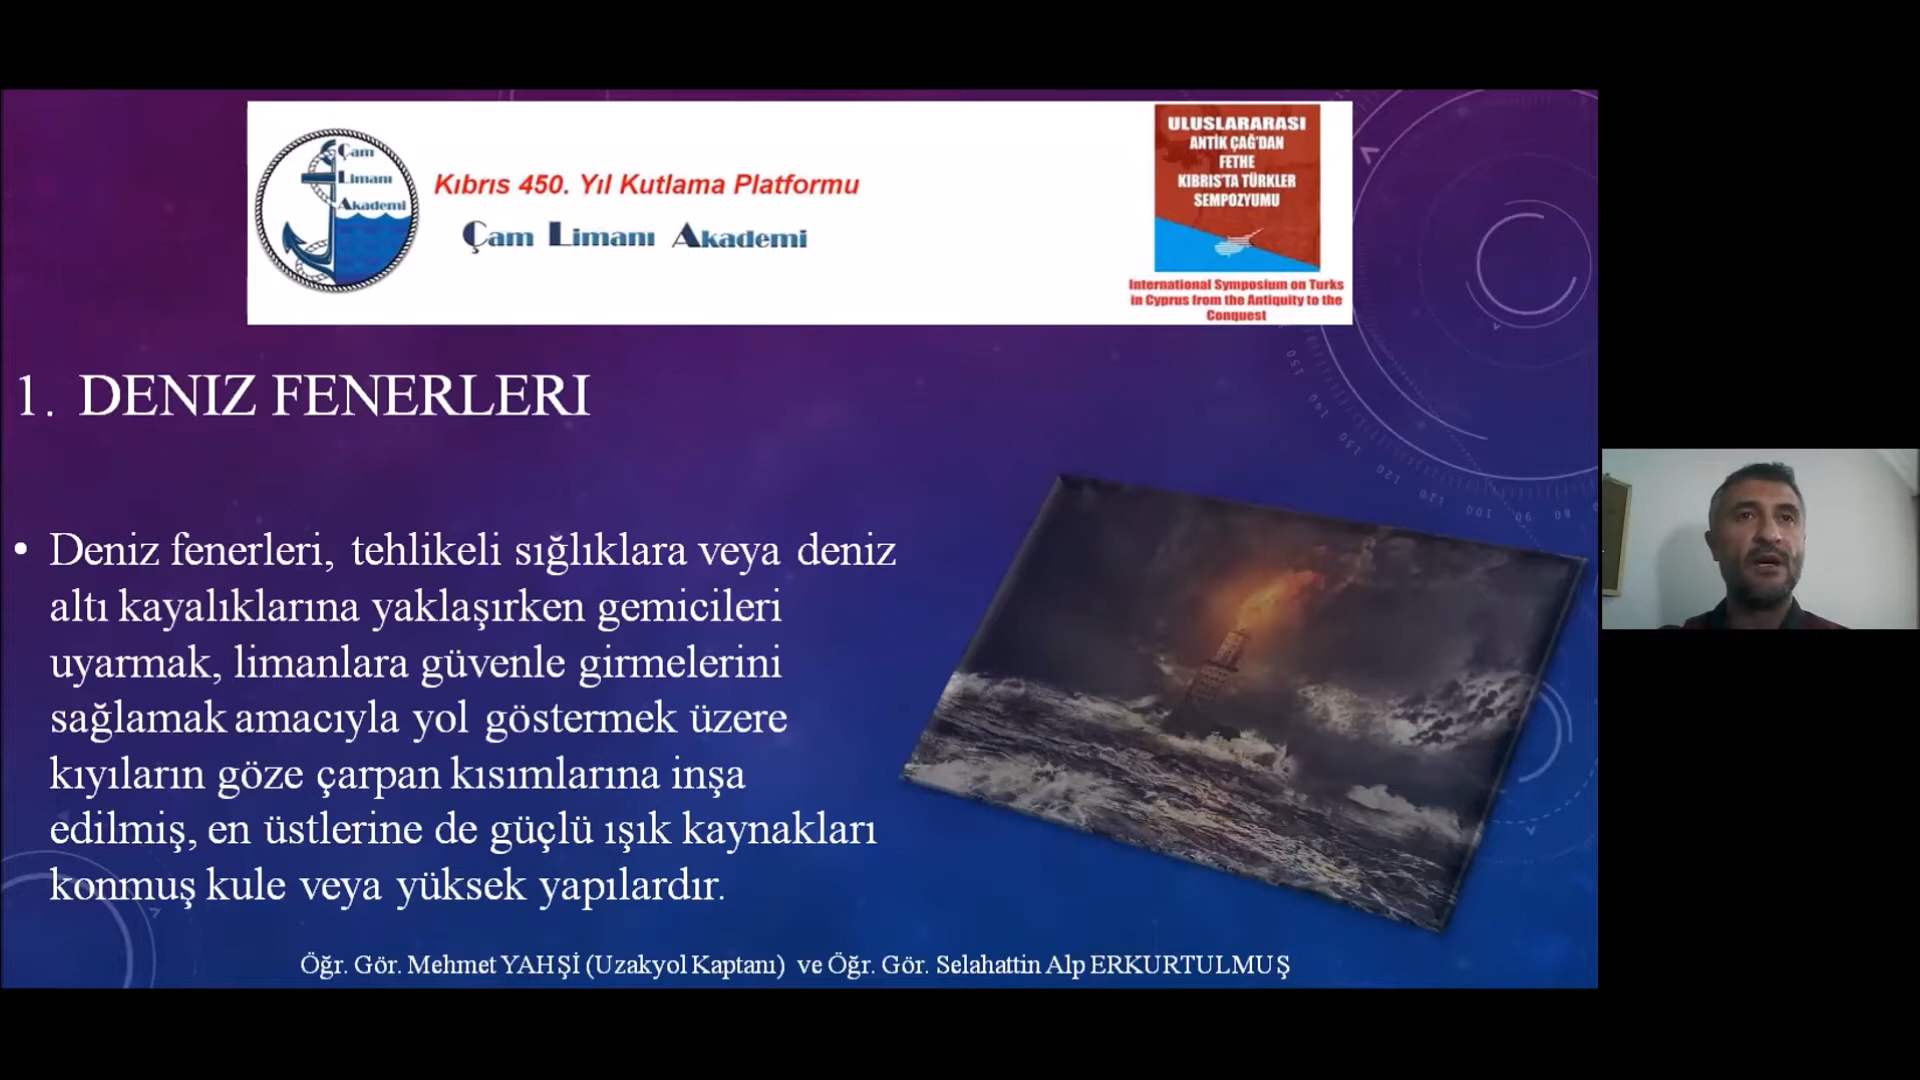 Çam
Limanı
Akademi
Kıbrıs 450. Yıl Kutlama Platformu
Çam Limanı Akademi
ULUSLARARASI
ANTİK ÇAĞ'DAN
FETHE
KIBRIS'TA TÜRKLER
SEMPOZYUMU
International Symposium on Turks
in Cyprus from the Antiquity to the
Conquest
1. DENIZ FENERLERI
• Deniz fenerleri, tehlikeli sığlıklara veya deniz
altı kayalıklarına yaklaşırken gemicileri
uyarmak, limanlara güvenle girmelerini
sağlamak amacıyla yol göstermek üzere
kıyıların göze çarpan kısımlarına inşa
edilmiş, en üstlerine de güçlü ışık kaynakları
konmuş kule veya yüksek yapılardır.
Öğr. Gör. Mehmet YAHŞİ (Uzakyol Kaptanı) ve Öğr. Gör. Selahattin Alp ERKURTULMUŞ